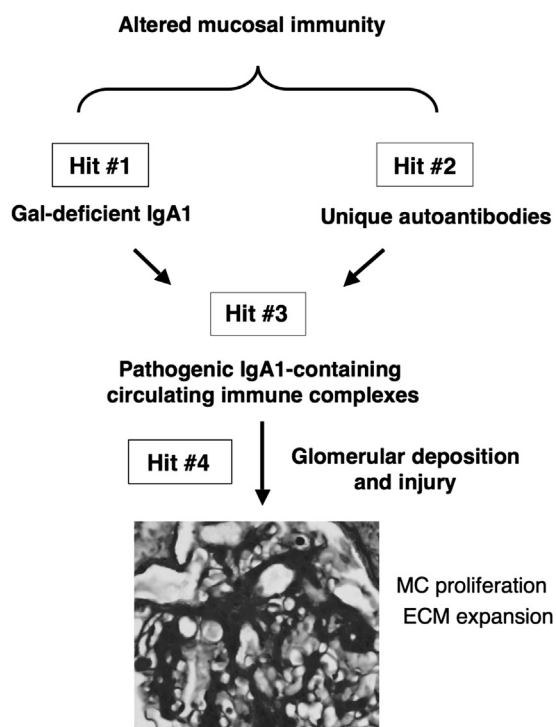 Altered mucosal immunity
Hit #1
Hit #2
Gal-deficient IgA1
Unique autoantibodies
Hit #3
Pathogenic IgA1-containing
circulating immune complexes
Hit #4
Glomerular deposition
and injury
MC proliferation
ECM expansion